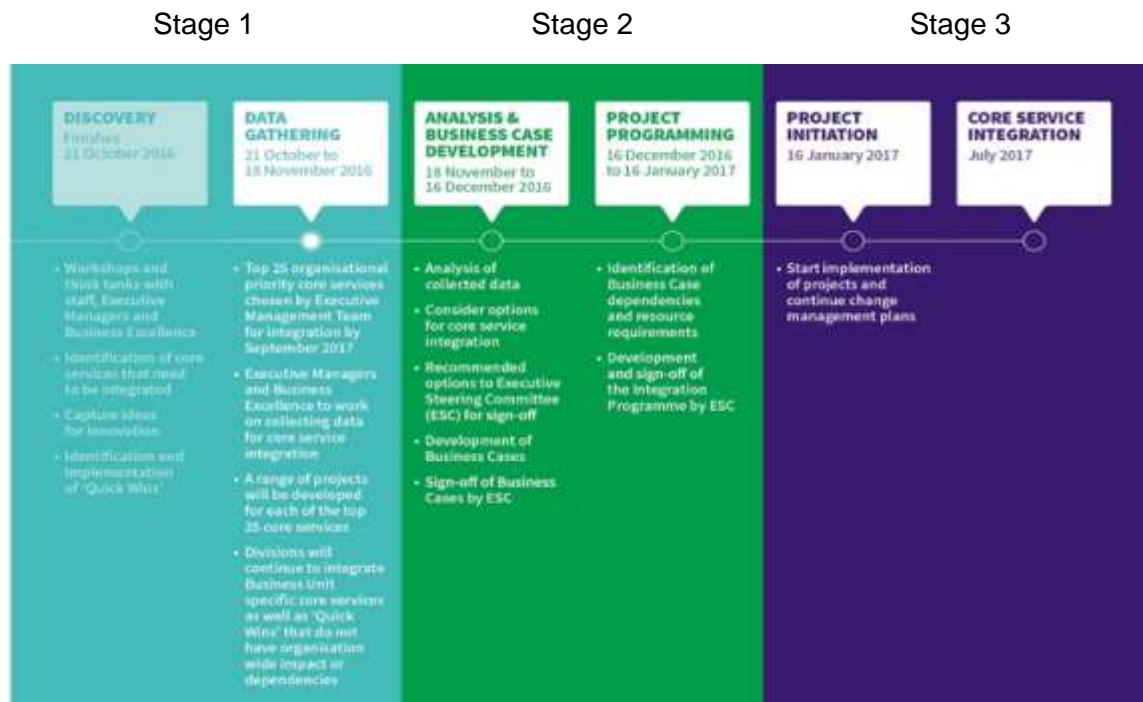 Stage 1
Stage 2
Stage 3
DISCOVERY
Finished
21 October 2016
• Workshops and
think tanks with
staff, Executive
Managers and
Business Excellence
• Identification of core
services that need
to be integrated
• Capture ideas
for innovation
• Identification and
implementation
of 'Quick Wins'
DATA
GATHERING
21 October to
18 November 2016
• Top 25 organisational
priority core services
chosen by Executive
Management Team
for integration by
September 2017
• Executive Managers
and Business
Excellence to work
on collecting data
for core service
integration
• A range of projects
will be developed
for each of the top
25 core services
• Divisions will
continue to integrate
Business Unit
specific core services
as well as 'Quick
Wins' that do not
have organisation
wide impact or
dependencies
ANALYSIS &
BUSINESS CASE
DEVELOPMENT
18 November to
16 December 2016
• Analysis of
collected data
• Consider options
for core service
integration
• Recommended
options to Executive
Steering Committee
(ESC) for sign-off
• Development of
Business Cases
• Sign-off of Business
Cases by ESC
PROJECT
PROGRAMMING
16 December 2016
to 16 January 2017
• Identification of
Business Case
dependencies
and resource
requirements
• Development
and sign-off of
the Integration
Programme by ESC
PROJECT
INITIATION
16 January 2017
• Start implementation
of projects and
continue change
management plans
CORE SERVICE
INTEGRATION
July 2017